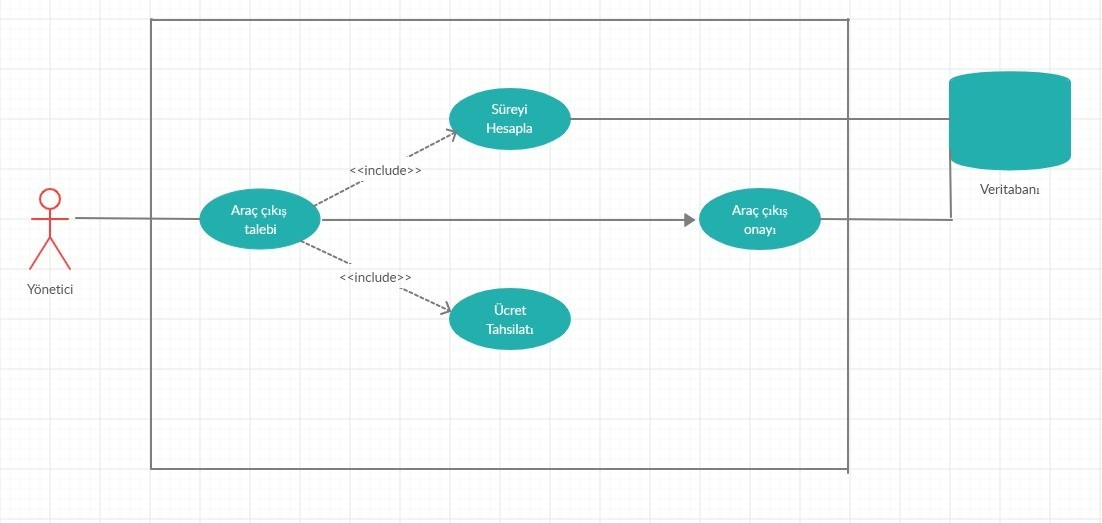 Süreyi
Hesapla
<<include>>
Veritabanı
Araç çıkış
talebi
Araç çıkış
onayı
Yönetici
<<include>>
Ücret
Tahsilatı